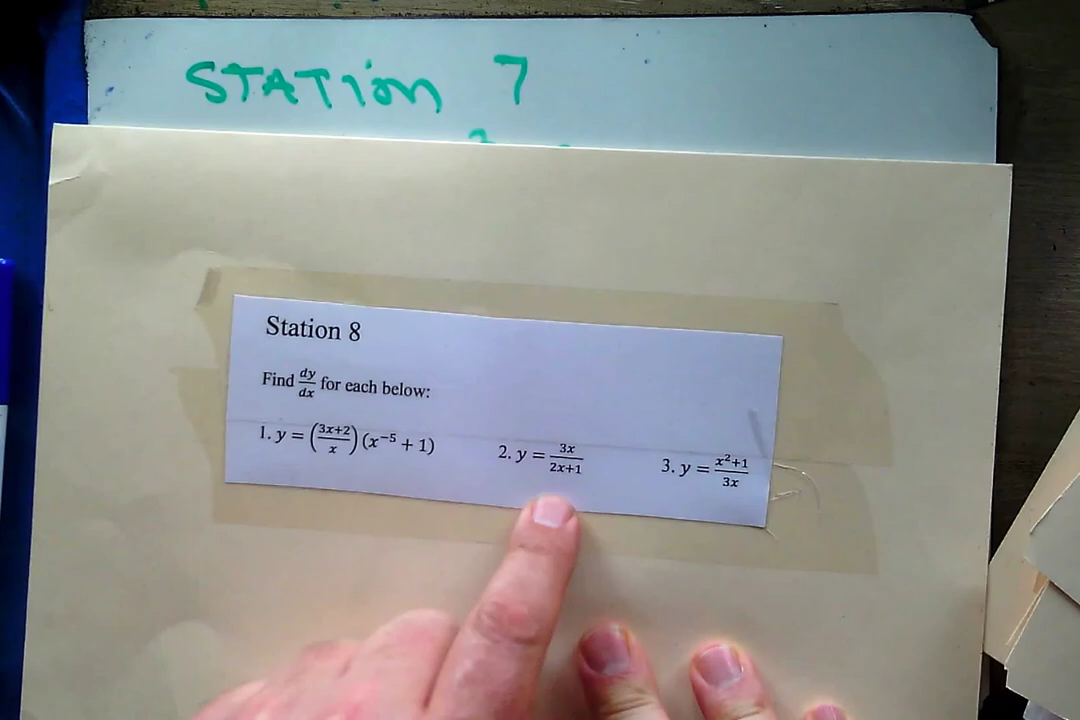 STATion 7
Station 8
Find dy/dx for each below:
1. y = ((3x+2)/x)(x⁻⁵ + 1)
2. y = 3x/(2x+1)
3. y = (x²+1)/(3x)